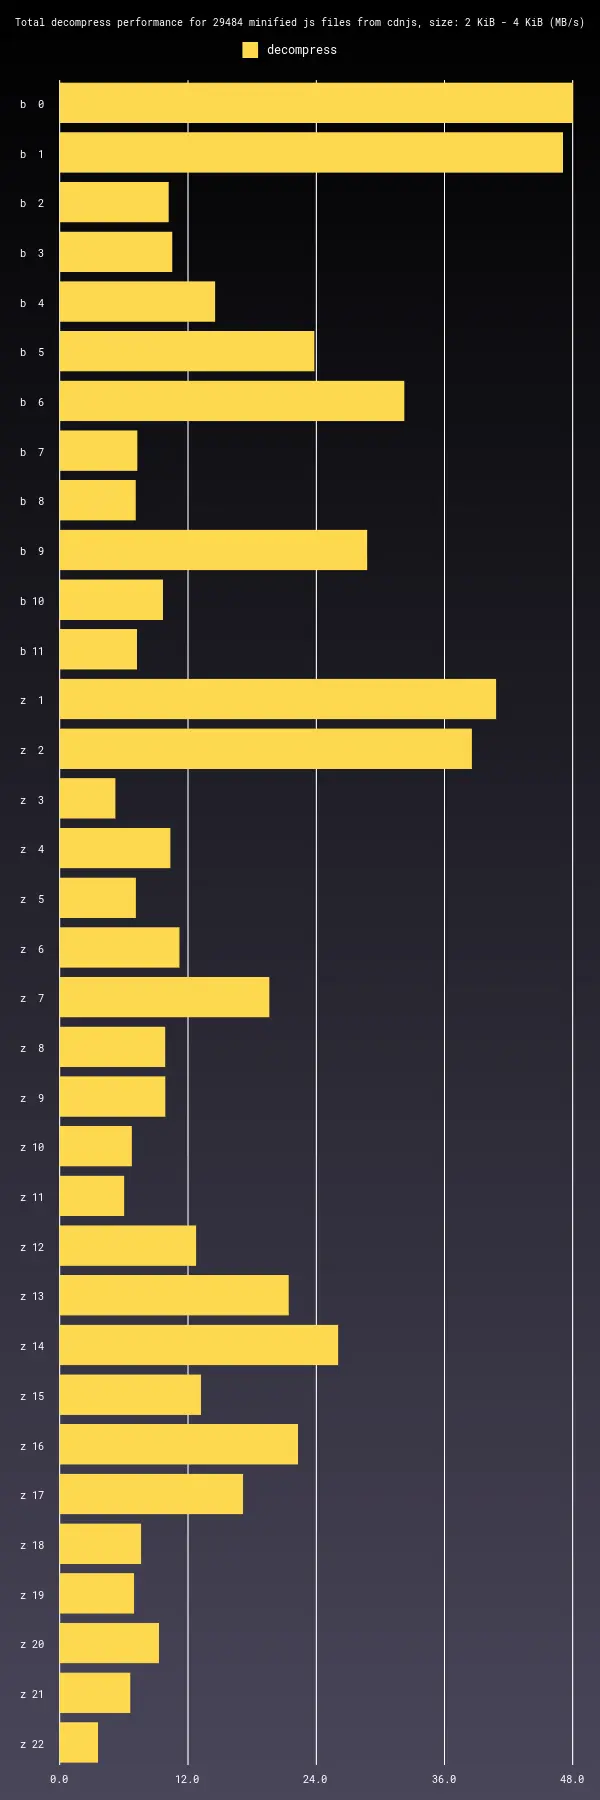 Total decompress performance for 29484 minified js files from cdnjs, size: 2 KiB - 4 KiB (MB/s)
decompress
b 0
b 1
b 2
b 3
b 4
b 5
b 6
b 7
b 8
b 9
b 10
b 11
z 1
z 2
z 3
z 4
z 5
z 6
z 7
z 8
z 9
z 10
z 11
z 12
z 13
z 14
z 15
z 16
z 17
z 18
z 19
z 20
z 21
z 22
0.0 12.0 24.0 36.0 48.0